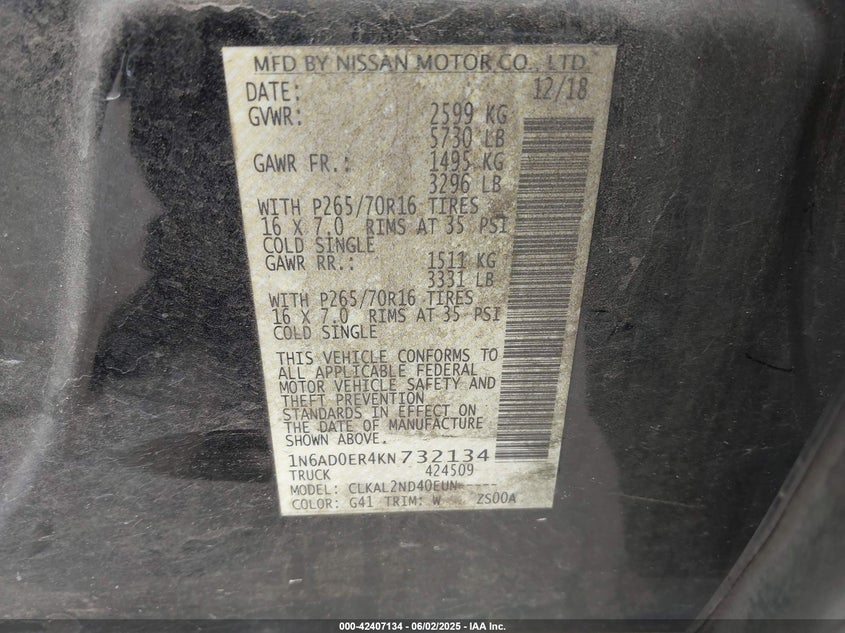 MFD BY NISSAN MOTOR CO., LTD.
DATE: 12/18
GVWR: 2599 KG
5730 LB
GAWR FR.: 1495 KG
3296 LB
WITH P265/70R16 TIRES
16 X 7.0 RIMS AT 35 PSI
COLD SINGLE
GAWR RR.: 1511 KG
3331 LB
WITH P265/70R16 TIRES
16 X 7.0 RIMS AT 35 PSI
COLD SINGLE
THIS VEHICLE CONFORMS TO
ALL APPLICABLE FEDERAL
MOTOR VEHICLE SAFETY AND
THEFT PREVENTION
STANDARDS IN EFFECT ON
THE DATE OF MANUFACTURE
SHOWN ABOVE.
1N6AD0ER4KN732134
TRUCK 424509
MODEL: CLKAL2ND40EUN-----
COLOR: G41 TRIM: W ZS00A
000-42407134 - 06/02/2025 - IAA Inc.